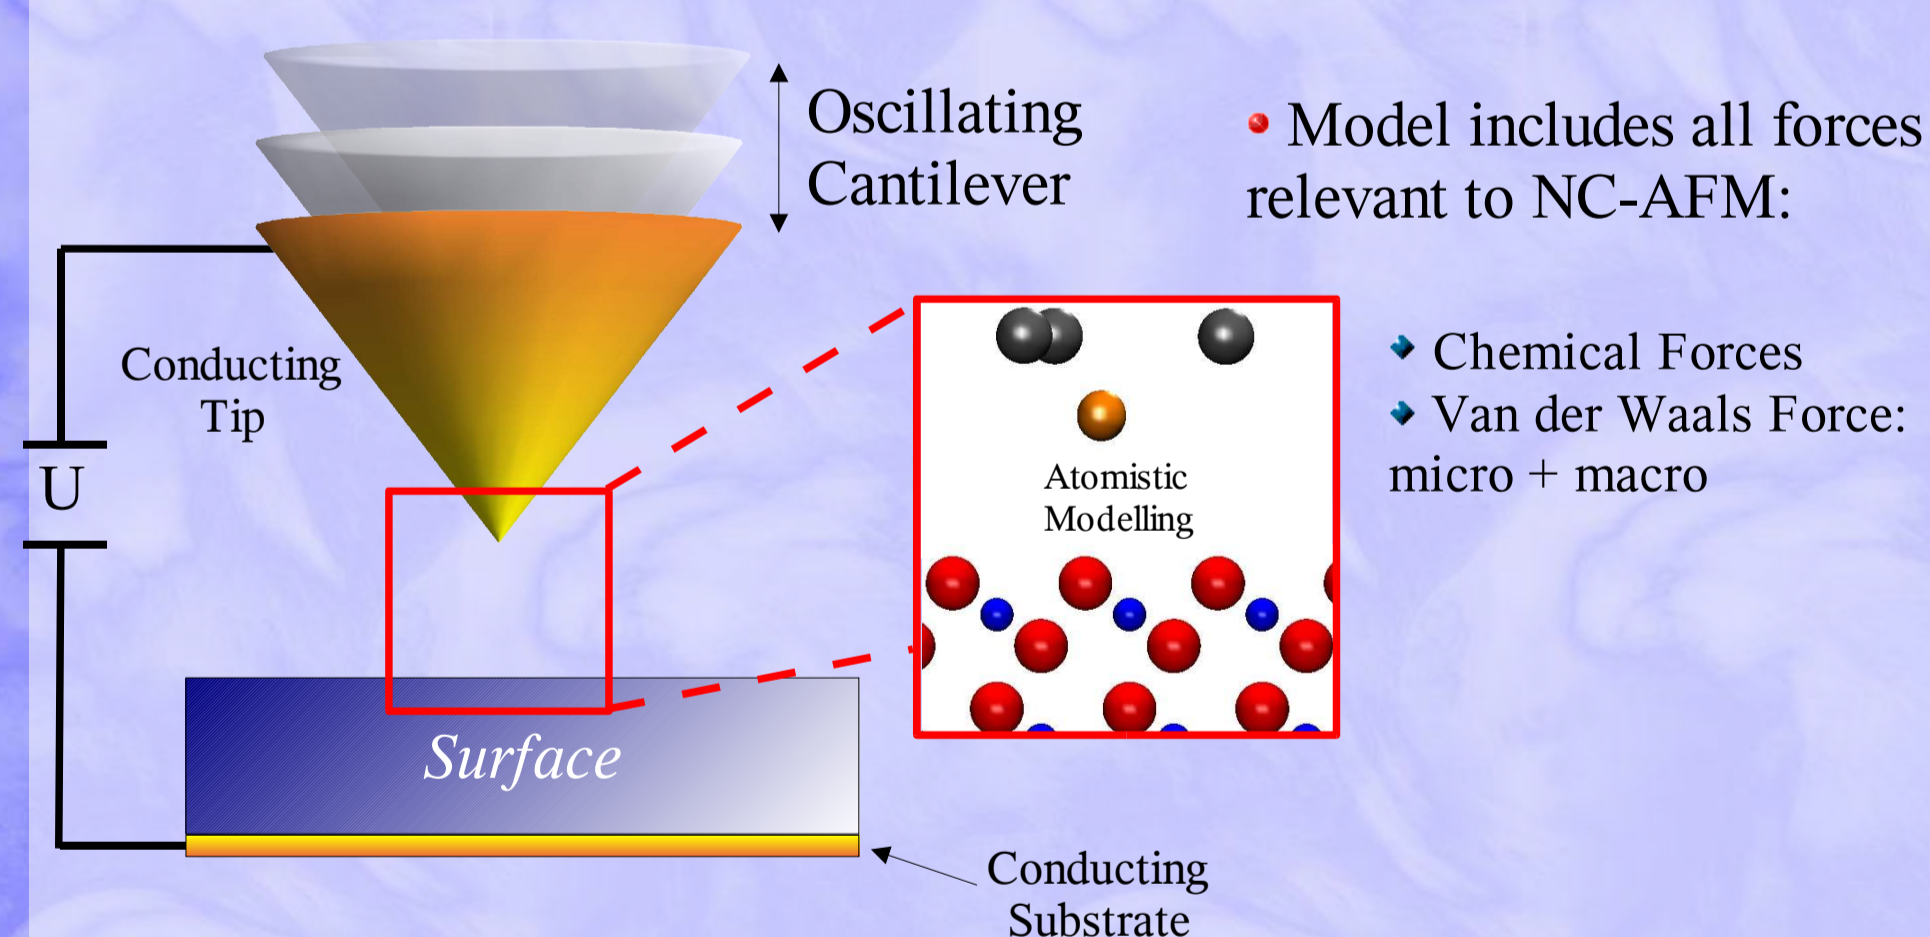 Oscillating
Cantilever
Model includes all forces
relevant to NC-AFM:
Conducting
Tip
U
Chemical Forces
Van der Waals Force:
micro + macro
Atomistic
Modelling
Surface
Conducting
Substrate